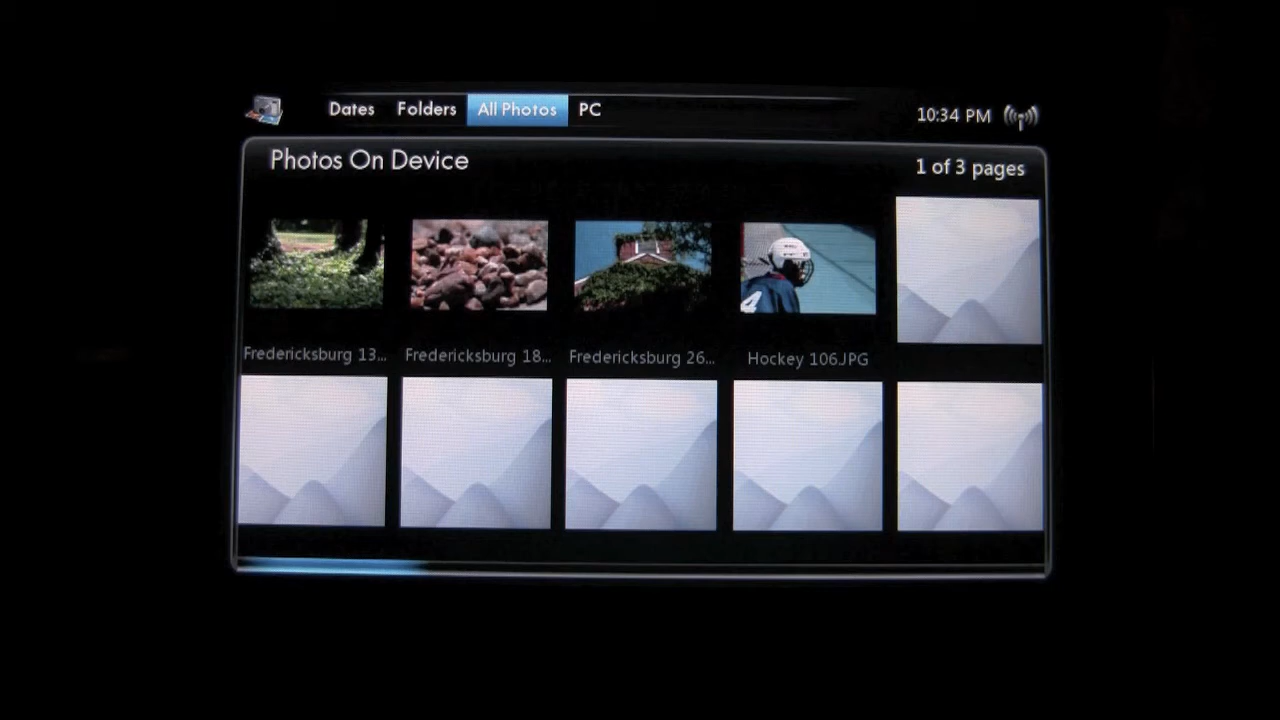 Dates Folders All Photos PC 10:34 PM
Photos On Device 1 of 3 pages
Fredericksburg 13... Fredericksburg 18... Fredericksburg 26... Hockey 106.JPG
4